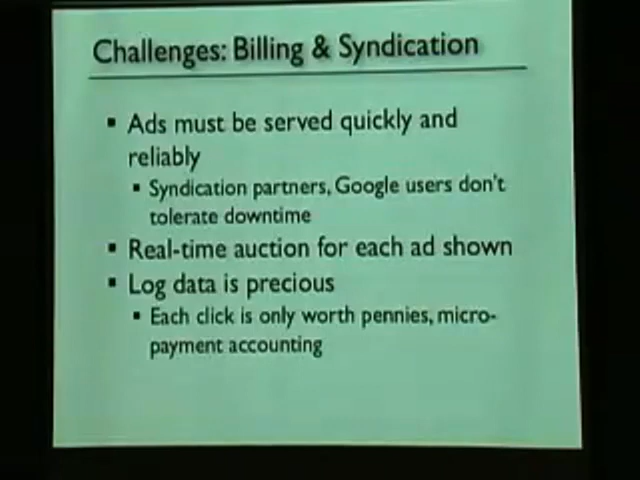 Challenges: Billing & Syndication
▪ Ads must be served quickly and
reliably
▪ Syndication partners, Google users don't
tolerate downtime
▪ Real-time auction for each ad shown
▪ Log data is precious
▪ Each click is only worth pennies, micro-
payment accounting